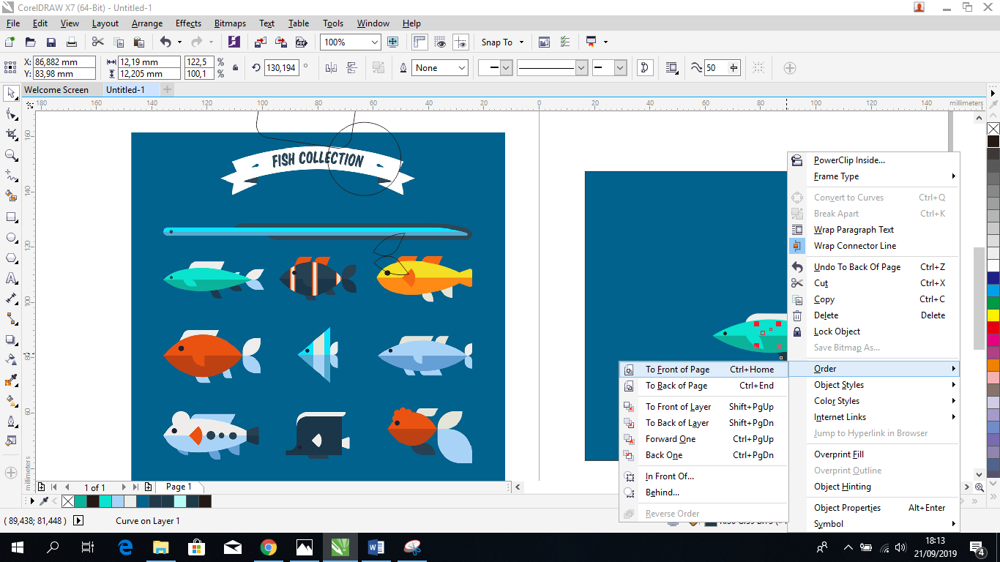 CorelDRAW X7 (64-Bit) - Untitled-1
File Edit View Layout Arrange Effects Bitmaps Text Table Tools Window Help
100% Snap To
X: 86,882 mm 12,19 mm 122,5 % 130,194 ° None 50
Y: 83,98 mm 12,205 mm 100,1 %
Welcome Screen Untitled-1
180 160 140 120 100 80 60 40 20 0 20 40 60 80 100 120 140 millimeters
160
140
120
100
80
60
millimeters
FISH COLLECTION
PowerClip Inside...
Frame Type
Convert to Curves Ctrl+Q
Break Apart Ctrl+K
Wrap Paragraph Text
Wrap Connector Line
Undo To Back Of Page Ctrl+Z
Cut Ctrl+X
Copy Ctrl+C
Delete Delete
Lock Object
Save Bitmap As...
Order
Object Styles
Color Styles
Internet Links
Jump to Hyperlink in Browser
Overprint Fill
Overprint Outline
Object Hinting
Object Properties Alt+Enter
Symbol
To Front of Page Ctrl+Home
To Back of Page Ctrl+End
To Front of Layer Shift+PgUp
To Back of Layer Shift+PgDn
Forward One Ctrl+PgUp
Back One Ctrl+PgDn
In Front Of...
Behind...
Reverse Order
1 of 1 Page 1
( 89,438; 81,448 ) Curve on Layer 1
18:13
21/09/2019
4